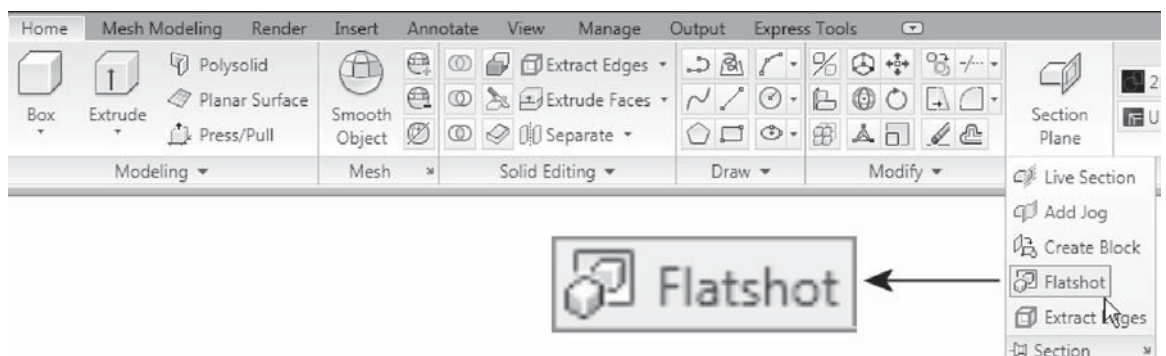 Home Mesh Modeling Render Insert Annotate View Manage Output Express Tools
Polysolid Extract Edges
Planar Surface Extrude Faces 2
Box Extrude Smooth Object Section Plane U
Press/Pull Separate
Modeling Mesh Solid Editing Draw Modify
Live Section
Add Jog
Create Block
Flatshot
Flatshot
Extract Edges
Section